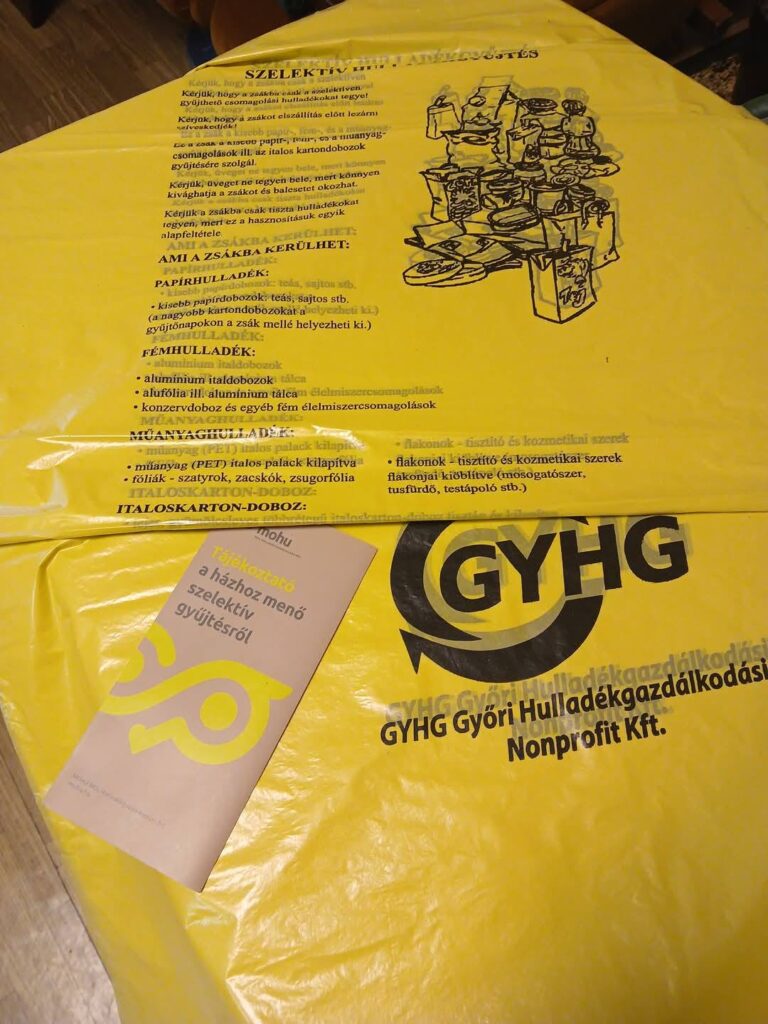 SZELEKTÍV
Kérjük, hogy a zsákba csak a szelektíven
gyűjthető csomagolási hulladékokat tegye!
Kérjük, hogy a zsákot elszállítás előtt lezárni
szíveskedjék!
Ez a zsák a kisebb papír-, fém-, és a műanyag-
csomagolások ill. az italos kartondobozok
gyűjtésére szolgál.
Kérjük, üveget ne tegyen bele, mert könnyen
kivághatja a zsákot és balesetet okozhat.
Kérjük a zsákba csak tiszta hulladékokat
tegyen, mert ez a hasznosításuk egyik
alapfeltétele.
AMI A ZSÁKBA KERÜLHET:
PAPÍRHULLADÉK:
• kisebb papírdobozok: teás, sajtos stb.
(a nagyobb kartondobozokat a
gyűjtőnapokon a zsák mellé helyezheti ki.)
FÉMHULLADÉK:
• alumínium italdobozok
• alufólia ill. alumínium tálca
• konzervdoboz és egyéb fém élelmiszercsomagolások
MŰANYAGHULLADÉK:
• műanyag (PET) italos palack kilapítva
• fóliák - szatyrok, zacskók, zsugorfólia
• flakonok - tisztító és kozmetikai szerek
flakonjai kiöblítve (mosogatószer,
tusfürdő, testápoló stb.)
ITALOSKARTON-DOBOZ:
mohu
Tájékoztató
a házhoz menő
szelektív
gyűjtésről
GYHG
GYHG Győri Hulladékgazdálkodási
Nonprofit Kft.